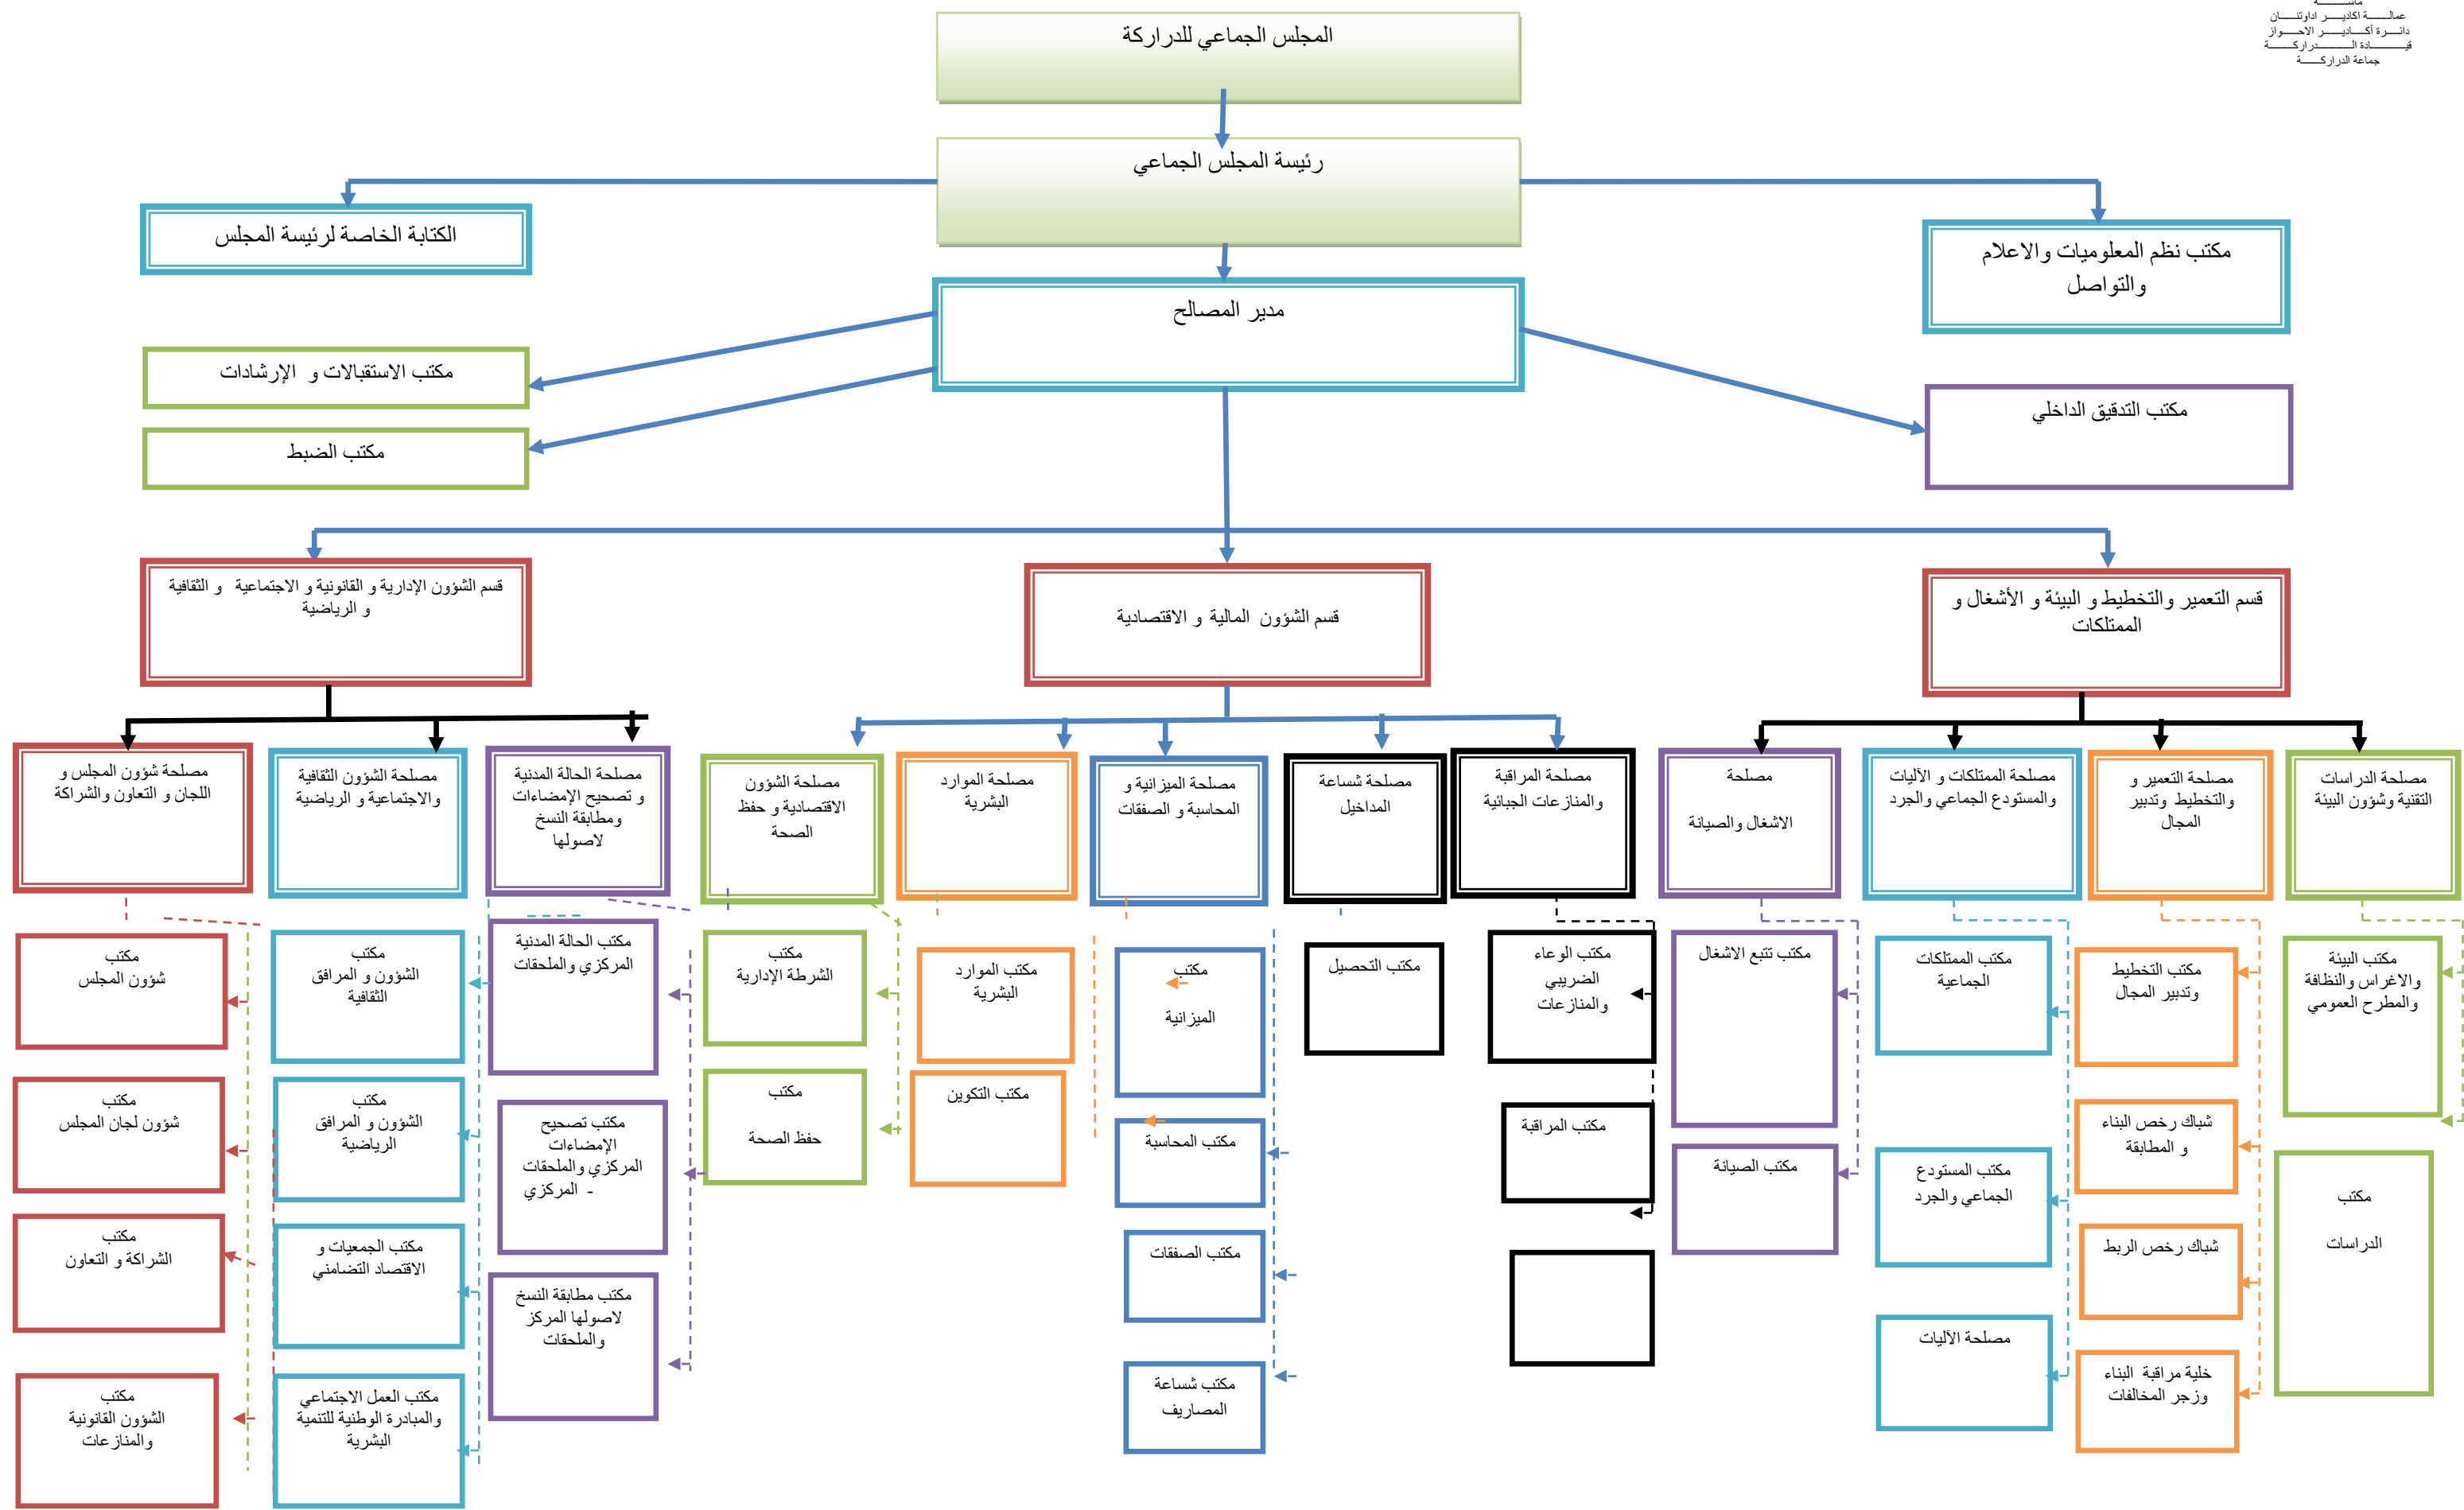 عمالة اكادير اداوتنان
دائرة أكادير الاحواز
قيادة الدراركة
جماعة الدراركة
المجلس الجماعي للدراركة
رئيسة المجلس الجماعي
مكتب نظم المعلوميات والاعلام
والتواصل
الكتابة الخاصة لرئيسة المجلس
مدير المصالح
مكتب الاستقبالات و الإرشادات
مكتب التدقيق الداخلي
مكتب الضبط
قسم التعمير والتخطيط و البيئة و الأشغال و
الممتلكات
قسم الشؤون المالية و الاقتصادية
قسم الشؤون الإدارية و القانونية و الاجتماعية و الثقافية
و الرياضية
مصلحة الدراسات
التقنية وشؤون البيئة
مصلحة التعمير و
والتخطيط وتدبير
المجال
مصلحة الممتلكات و الآليات
والمستودع الجماعي والجرد
مصلحة
الاشغال والصيانة
مصلحة المراقبة
والمنازعات الجبائية
مصلحة شساعة
المداخيل
مصلحة الميزانية و
المحاسبة و الصفقات
مصلحة الموارد
البشرية
مصلحة الشؤون
الاقتصادية و حفظ
الصحة
مصلحة الحالة المدنية
و تصحيح الإمضاءات
ومطابقة النسخ
لاصولها
مصلحة الشؤون الثقافية
والاجتماعية و الرياضية
مصلحة شؤون المجلس و
اللجان و التعاون والشراكة
مكتب البيئة
والاغراس والنظافة
والمطرح العمومي
مكتب
الدراسات
مكتب التخطيط
وتدبير المجال
شباك رخص البناء
و المطابقة
شباك رخص الربط
خلية مراقبة البناء
وزجر المخالفات
مكتب الممتلكات
الجماعية
مكتب المستودع
الجماعي والجرد
مصلحة الآليات
مكتب تتبع الاشغال
مكتب الصيانة
مكتب الوعاء
الضريبي
والمنازعات
مكتب المراقبة
مكتب التحصيل
مكتب
الميزانية
مكتب المحاسبة
مكتب الصفقات
مكتب شساعة
المصاريف
مكتب الموارد
البشرية
مكتب التكوين
مكتب
الشرطة الإدارية
مكتب
حفظ الصحة
مكتب الحالة المدنية
المركزي والملحقات
مكتب تصحيح
الإمضاءات
المركزي والملحقات
- المركزي
مكتب مطابقة النسخ
لاصولها المركز
والملحقات
مكتب
الشؤون و المرافق
الثقافية
مكتب
الشؤون و المرافق
الرياضية
مكتب الجمعيات و
الاقتصاد التضامني
مكتب العمل الاجتماعي
والمبادرة الوطنية للتنمية
البشرية
مكتب
شؤون المجلس
مكتب
شؤون لجان المجلس
مكتب
الشراكة و التعاون
مكتب
الشؤون القانونية
والمنازعات